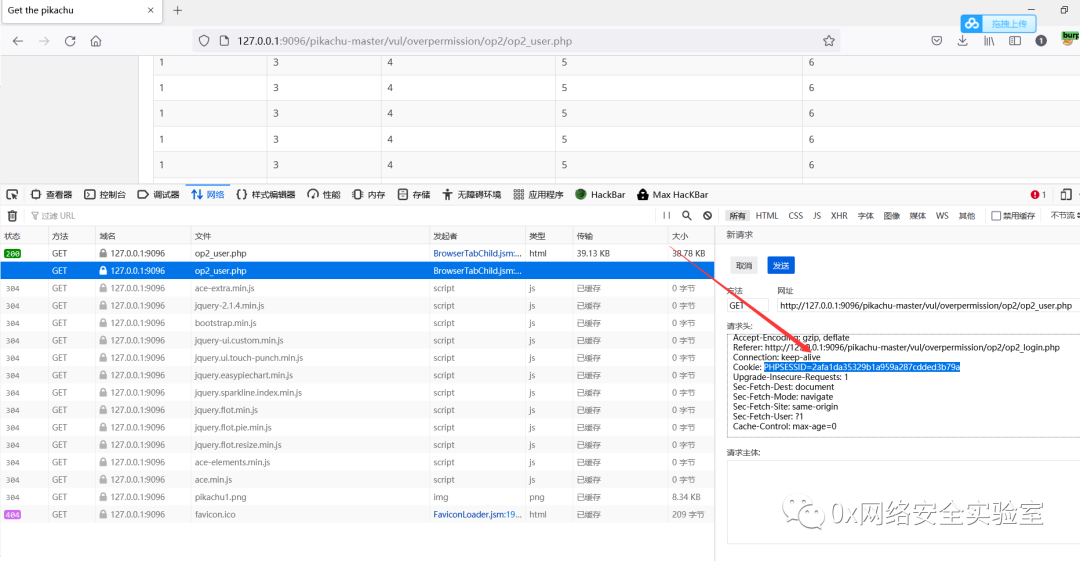 Get the pikachu
拖拽上传
127.0.0.1:9096/pikachu-master/vul/overpermission/op2/op2_user.php
1
burp
1 3 4 5 6
1 3 4 5 6
1 3 4 5 6
1 3 4 5 6
1 3 4 5 6
查看器 控制台 调试器 网络 样式编辑器 性能 内存 存储 无障碍环境 应用程序 HackBar Max HacKBar 1
过滤 URL
所有 HTML CSS JS XHR 字体 图像 媒体 WS 其他 禁用缓存 不节流
状态 方法 域名 文件 发起者 类型 传输 大小
200 GET 127.0.0.1:9096 op2_user.php BrowserTabChild.jsm:... html 39.13 KB 38.78 KB
GET 127.0.0.1:9096 op2_user.php BrowserTabChild.jsm:...
304 GET 127.0.0.1:9096 ace-extra.min.js script js 已缓存 0 字节
304 GET 127.0.0.1:9096 jquery-2.1.4.min.js script js 已缓存 0 字节
304 GET 127.0.0.1:9096 bootstrap.min.js script js 已缓存 0 字节
304 GET 127.0.0.1:9096 jquery-ui.custom.min.js script js 已缓存 0 字节
304 GET 127.0.0.1:9096 jquery.ui.touch-punch.min.js script js 已缓存 0 字节
304 GET 127.0.0.1:9096 jquery.easypiechart.min.js script js 已缓存 0 字节
304 GET 127.0.0.1:9096 jquery.sparkline.index.min.js script js 已缓存 0 字节
304 GET 127.0.0.1:9096 jquery.flot.min.js script js 已缓存 0 字节
304 GET 127.0.0.1:9096 jquery.flot.pie.min.js script js 已缓存 0 字节
304 GET 127.0.0.1:9096 jquery.flot.resize.min.js script js 已缓存 0 字节
304 GET 127.0.0.1:9096 ace-elements.min.js script js 已缓存 0 字节
304 GET 127.0.0.1:9096 ace.min.js script js 已缓存 0 字节
304 GET 127.0.0.1:9096 pikachu1.png img png 已缓存 8.34 KB
404 GET 127.0.0.1:9096 favicon.ico FaviconLoader.jsm:19... html 已缓存 209 字节
新请求
取消 发送
方法 网址
GET http://127.0.0.1:9096/pikachu-master/vul/overpermission/op2/op2_user.php
请求头:
Accept-Encoding: gzip, deflate
Referer: http://127.0.0.1:9096/pikachu-master/vul/overpermission/op2/op2_login.php
Connection: keep-alive
Cookie: PHPSESSID=2afa1da35329b1a959a287cdded3b79a
Upgrade-Insecure-Requests: 1
Sec-Fetch-Dest: document
Sec-Fetch-Mode: navigate
Sec-Fetch-Site: same-origin
Sec-Fetch-User: ?1
Cache-Control: max-age=0
请求主体:
0x网络安全实验室